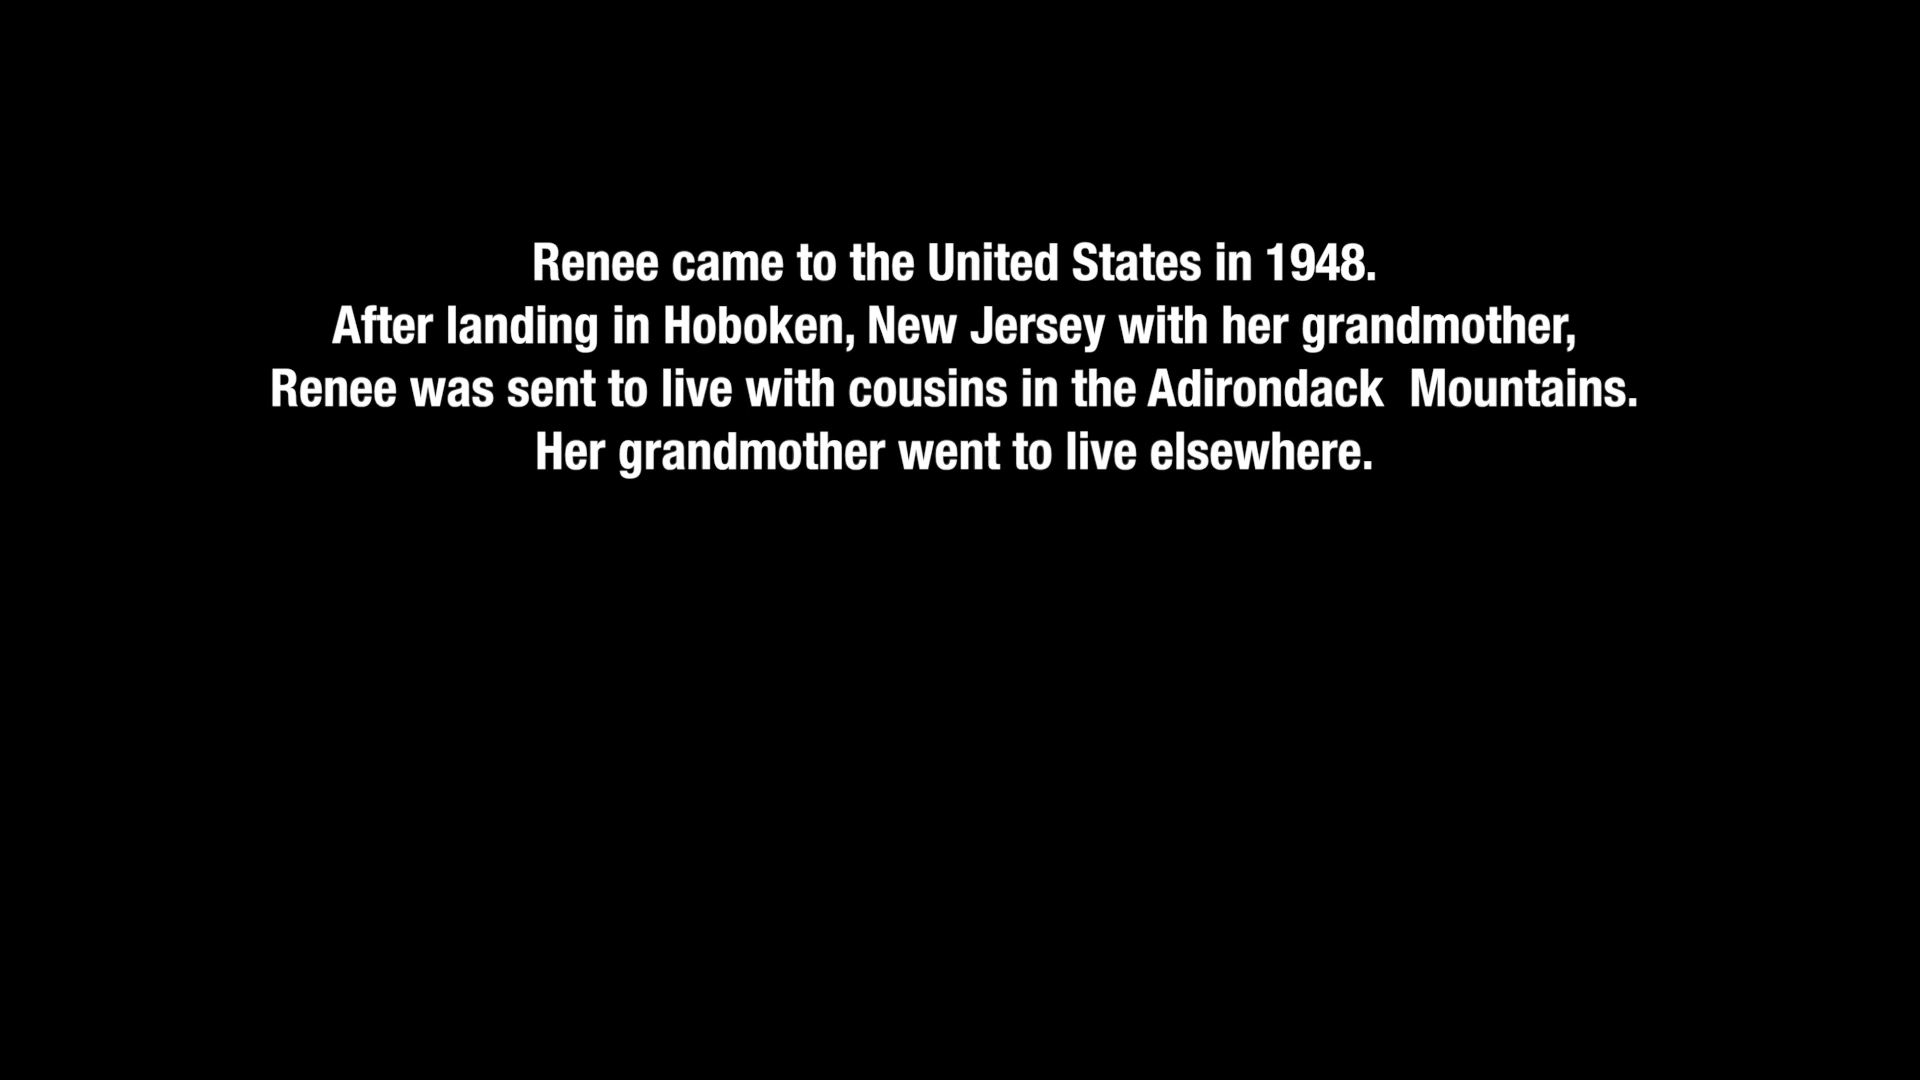 Renee came to the United States in 1948.
After landing in Hoboken, New Jersey with her grandmother,
Renee was sent to live with cousins in the Adirondack  Mountains.
Her grandmother went to live elsewhere.